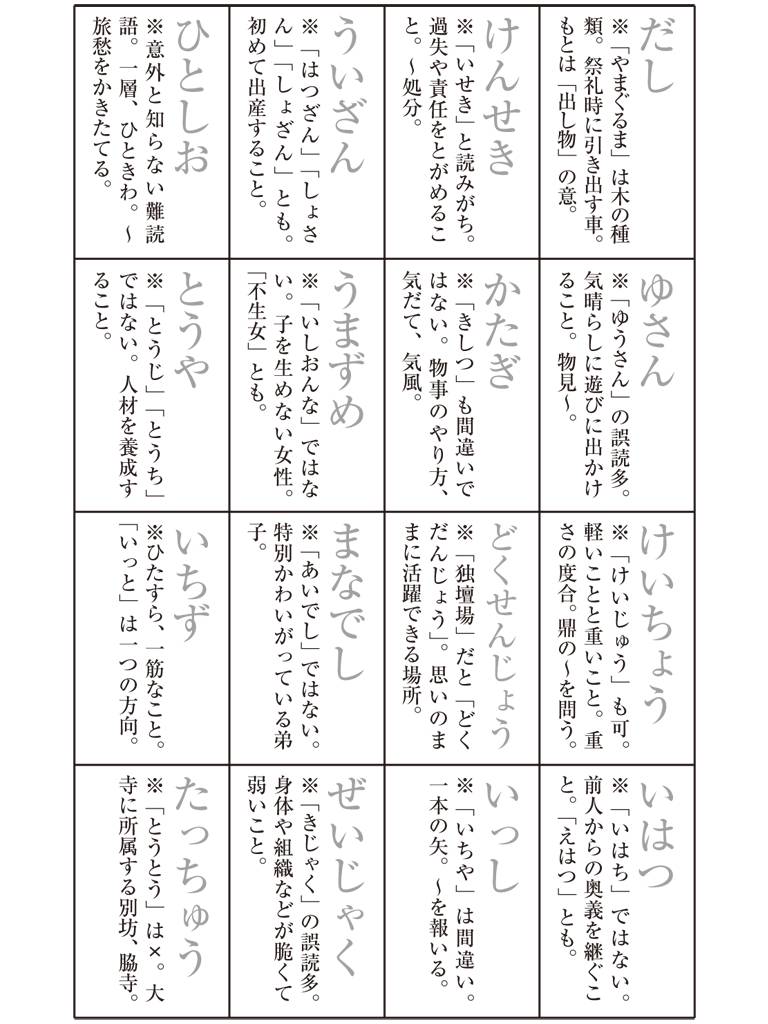 だし
※「やまぐるま」は木の種
類。祭礼時に引き出す車。
もとは「出し物」の意。
けんせき
※「いせき」と読みがち。
過失や責任をとがめるこ
と。～処分。
ういざん
※「はつざん」「しょさ
ん」「しょざん」とも。
初めて出産すること。
ひとしお
※意外と知らない難読
語。一層、ひときわ。～
旅愁をかきたてる。
ゆさん
※「ゆうさん」の誤読多。
気晴らしに遊びに出かけ
ること。物見～。
かたぎ
※「きしつ」も間違いで
はない。物事のやり方、
気だて、気風。
うまずめ
※「いしおんな」ではな
い。子を生めない女性。
「不生女」とも。
とうや
※「とうじ」「とうち」
ではない。人材を養成す
ること。
けいちょう
※「けいじゅう」も可。
軽いことと重いこと。重
さの度合。鼎の～を問う。
どくせんじょう
※「独壇場」だと「どく
だんじょう」。思いのま
まに活躍できる場所。
まなでし
※「あいでし」ではない。
特別かわいがっている弟
子。
いちず
※ひたすら、一筋なこと。
「いっと」は一つの方向。
いはつ
※「いはち」ではない。
前人からの奥義を継ぐこ
と。「えはつ」とも。
いっし
※「いちや」は間違い。
一本の矢。～を報いる。
ぜいじゃく
※「きじゃく」の誤読多。
身体や組織などが脆くて
弱いこと。
たっちゅう
※「とうとう」は×。大
寺に所属する別坊、脇寺。